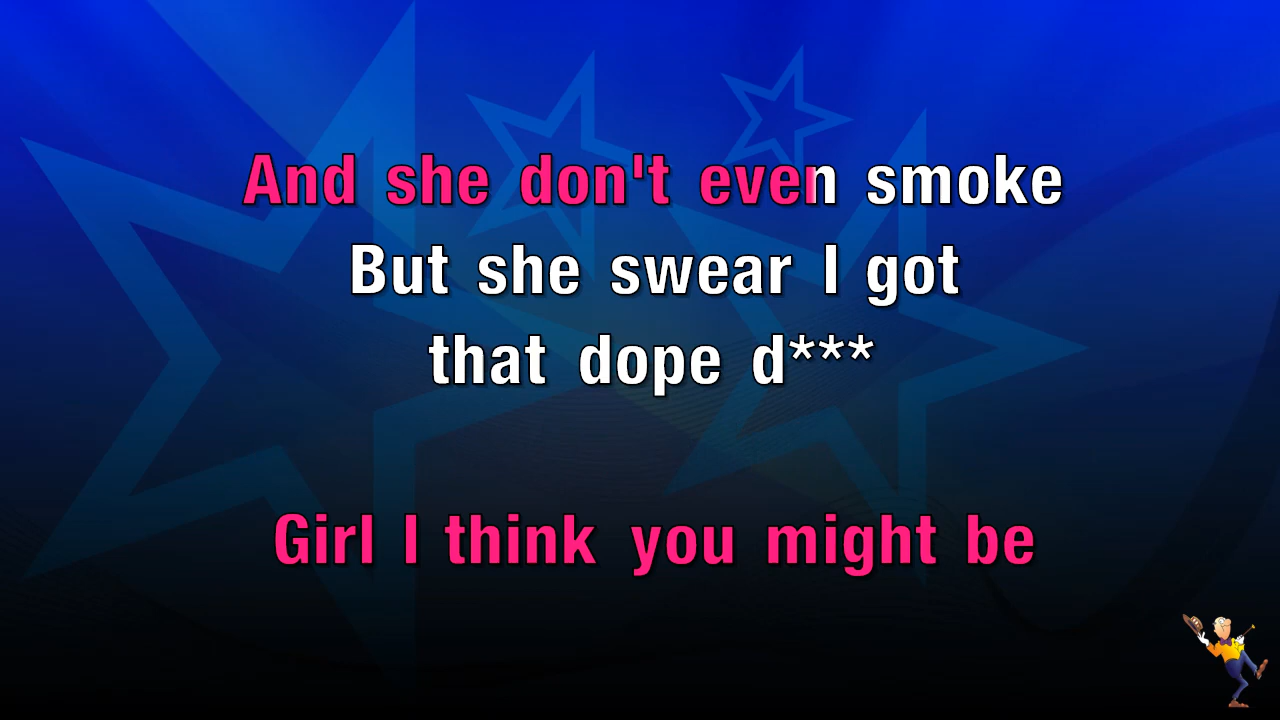 And she don't even smoke
But she swear I got
that dope d***
Girl I think you might be